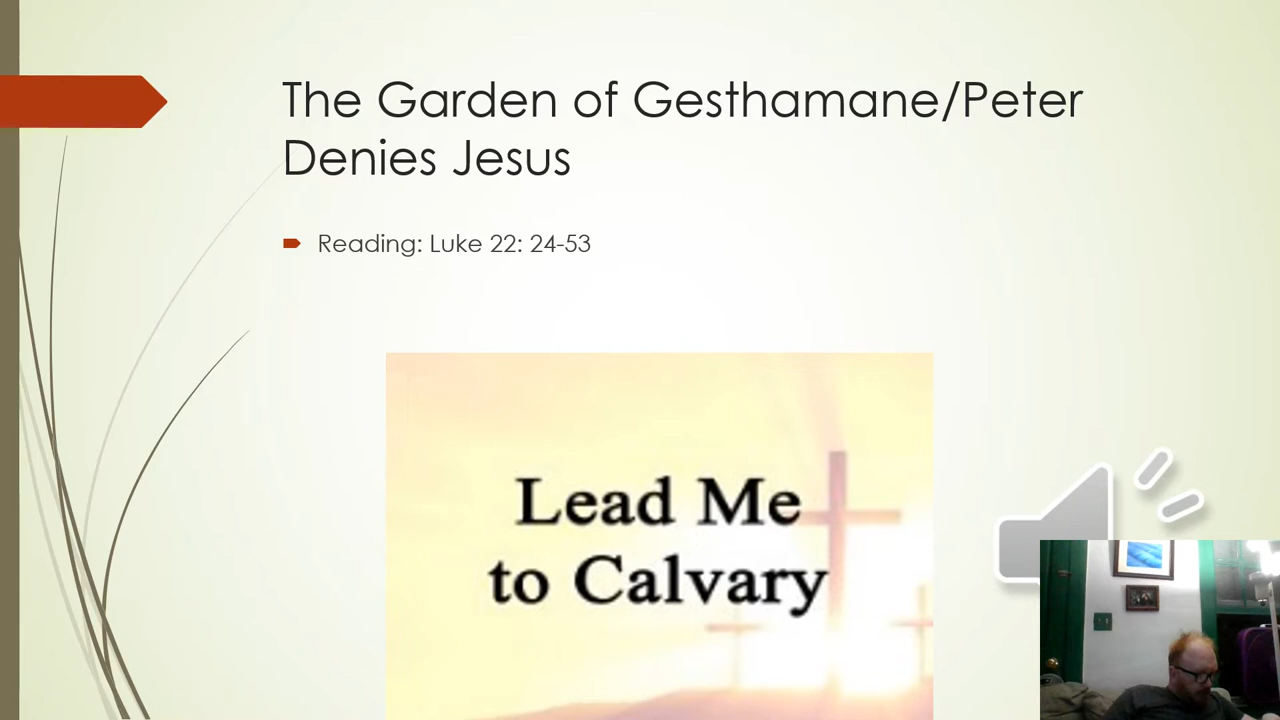 The Garden of Gesthamane/Peter
Denies Jesus
Reading: Luke 22: 24-53
Lead Me
to Calvary